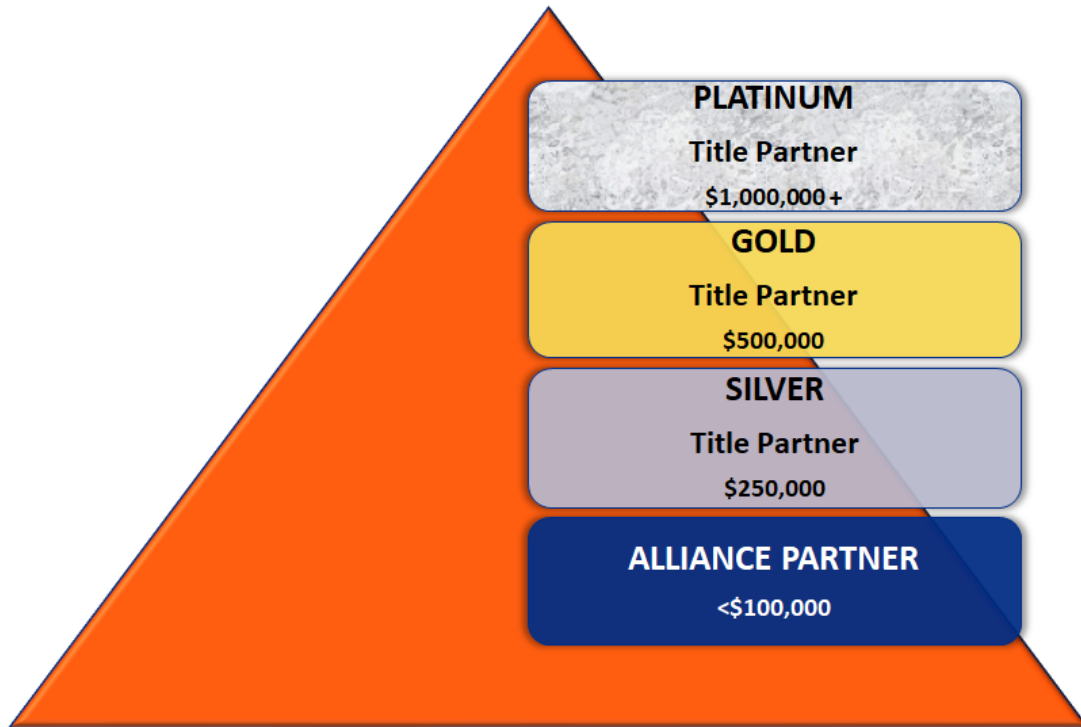 PLATINUM
Title Partner
$1,000,000+
GOLD
Title Partner
$500,000
SILVER
Title Partner
$250,000
ALLIANCE PARTNER
<$100,000